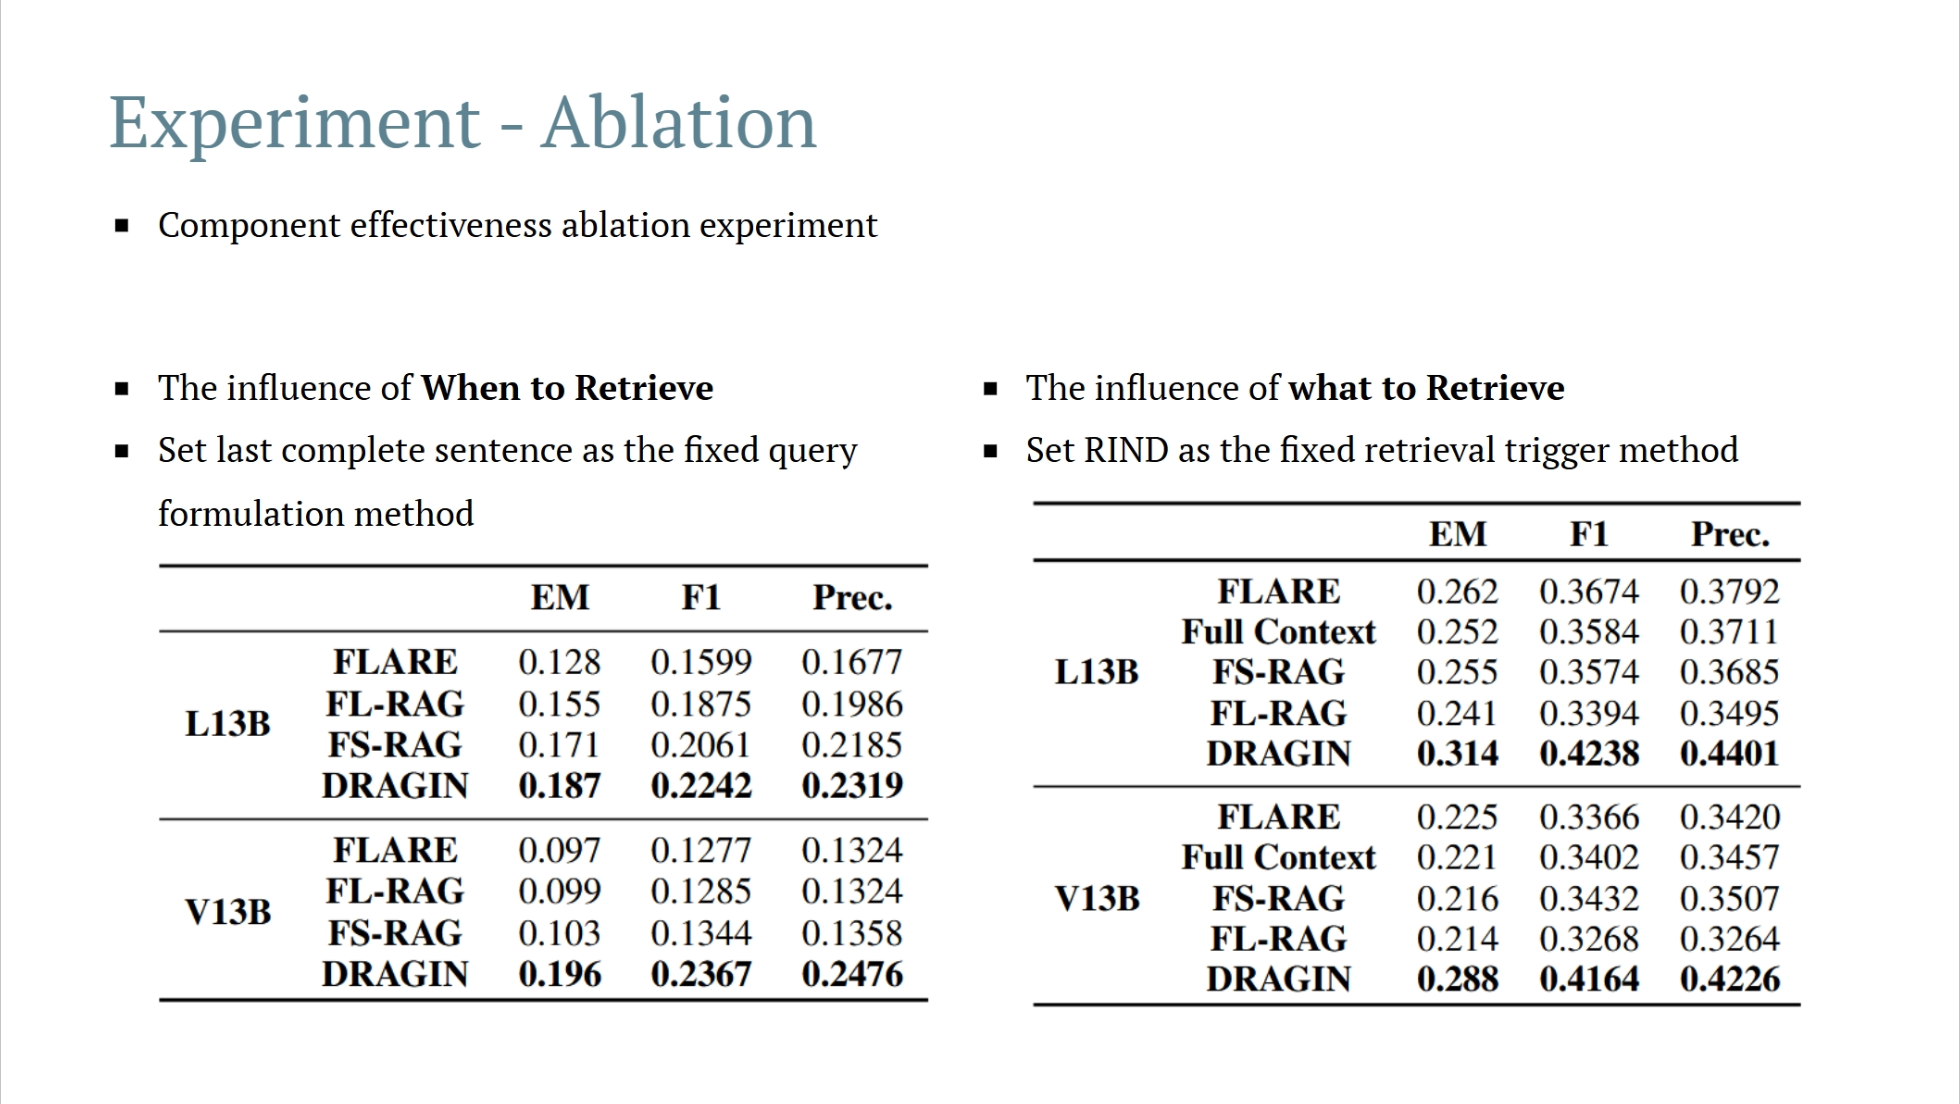 Experiment - Ablation
▪ Component effectiveness ablation experiment
▪ The influence of When to Retrieve
▪ Set last complete sentence as the fixed query
formulation method
EM F1 Prec.
L13B
FLARE 0.128 0.1599 0.1677
FL-RAG 0.155 0.1875 0.1986
FS-RAG 0.171 0.2061 0.2185
DRAGIN 0.187 0.2242 0.2319
V13B
FLARE 0.097 0.1277 0.1324
FL-RAG 0.099 0.1285 0.1324
FS-RAG 0.103 0.1344 0.1358
DRAGIN 0.196 0.2367 0.2476
▪ The influence of what to Retrieve
▪ Set RIND as the fixed retrieval trigger method
EM F1 Prec.
L13B
FLARE 0.262 0.3674 0.3792
Full Context 0.252 0.3584 0.3711
FS-RAG 0.255 0.3574 0.3685
FL-RAG 0.241 0.3394 0.3495
DRAGIN 0.314 0.4238 0.4401
V13B
FLARE 0.225 0.3366 0.3420
Full Context 0.221 0.3402 0.3457
FS-RAG 0.216 0.3432 0.3507
FL-RAG 0.214 0.3268 0.3264
DRAGIN 0.288 0.4164 0.4226